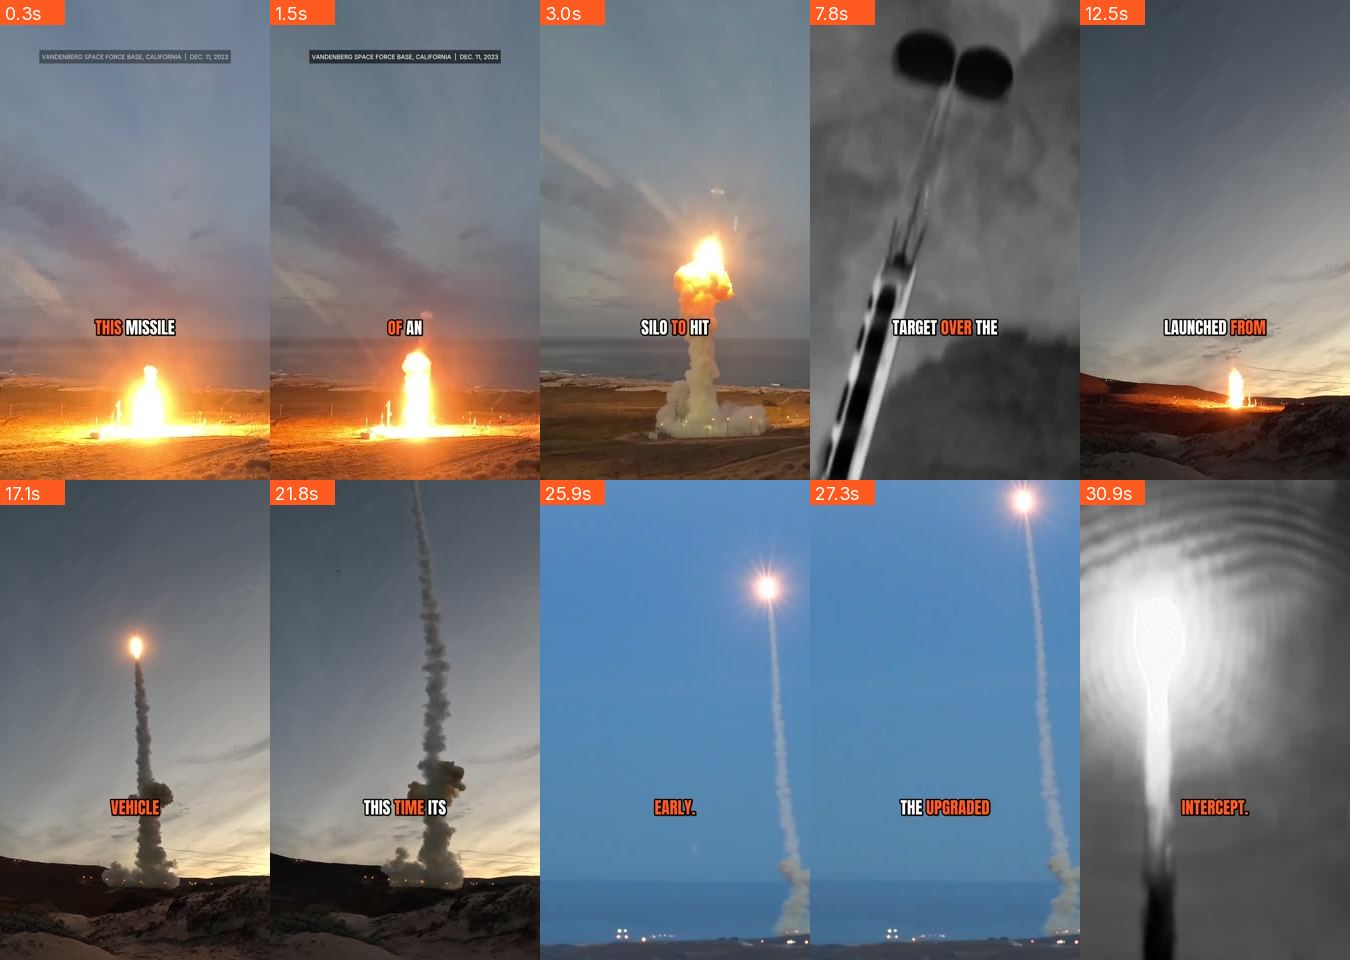 0.3s
VANDENBERG SPACE FORCE BASE, CALIFORNIA | DEC. 11, 2023
THIS MISSILE
1.5s
VANDENBERG SPACE FORCE BASE, CALIFORNIA | DEC. 11, 2023
OF AN
3.0s
SILO TO HIT
7.8s
TARGET OVER THE
12.5s
LAUNCHED FROM
17.1s
VEHICLE
21.8s
THIS TIME ITS
25.9s
EARLY.
27.3s
THE UPGRADED
30.9s
INTERCEPT.